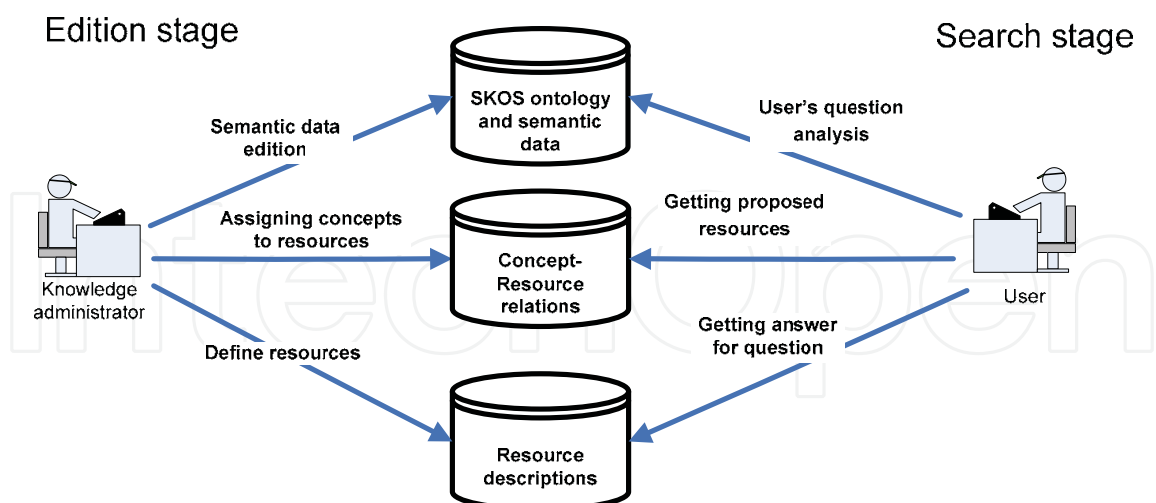 Edition stage
Search stage
SKOS ontology
and semantic
data
Semantic data
edition
User's question
analysis
Assigning concepts
to resources
Getting proposed
resources
Concept-
Resource
relations
Knowledge
administrator
User
Define resources
Getting answer
for question
Resource
descriptions
IntechOpen